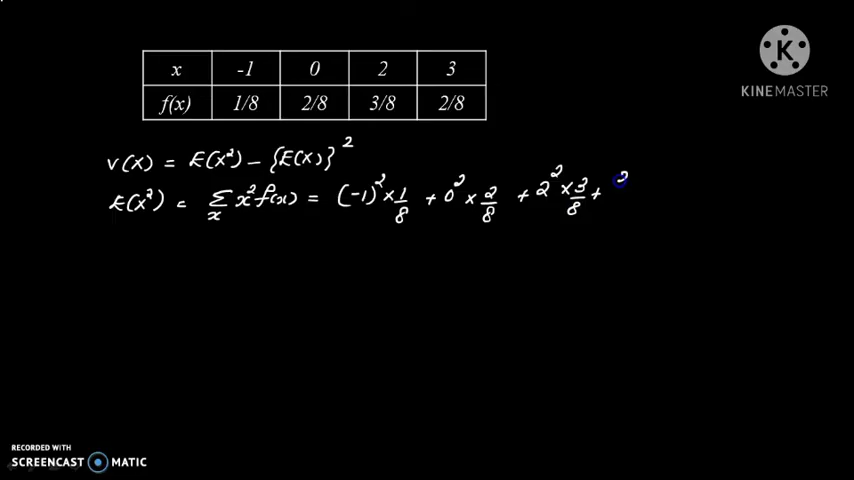 K
KINEMASTER
x -1 0 2 3
f(x) 1/8 2/8 3/8 2/8
V(X) = E(X²) - {E(X)}²
E(X²) = Σₓ x² f(x) = (-1)² × 1/8 + 0² × 2/8 + 2² × 3/8 +
RECORDED WITH
SCREENCAST MATIC